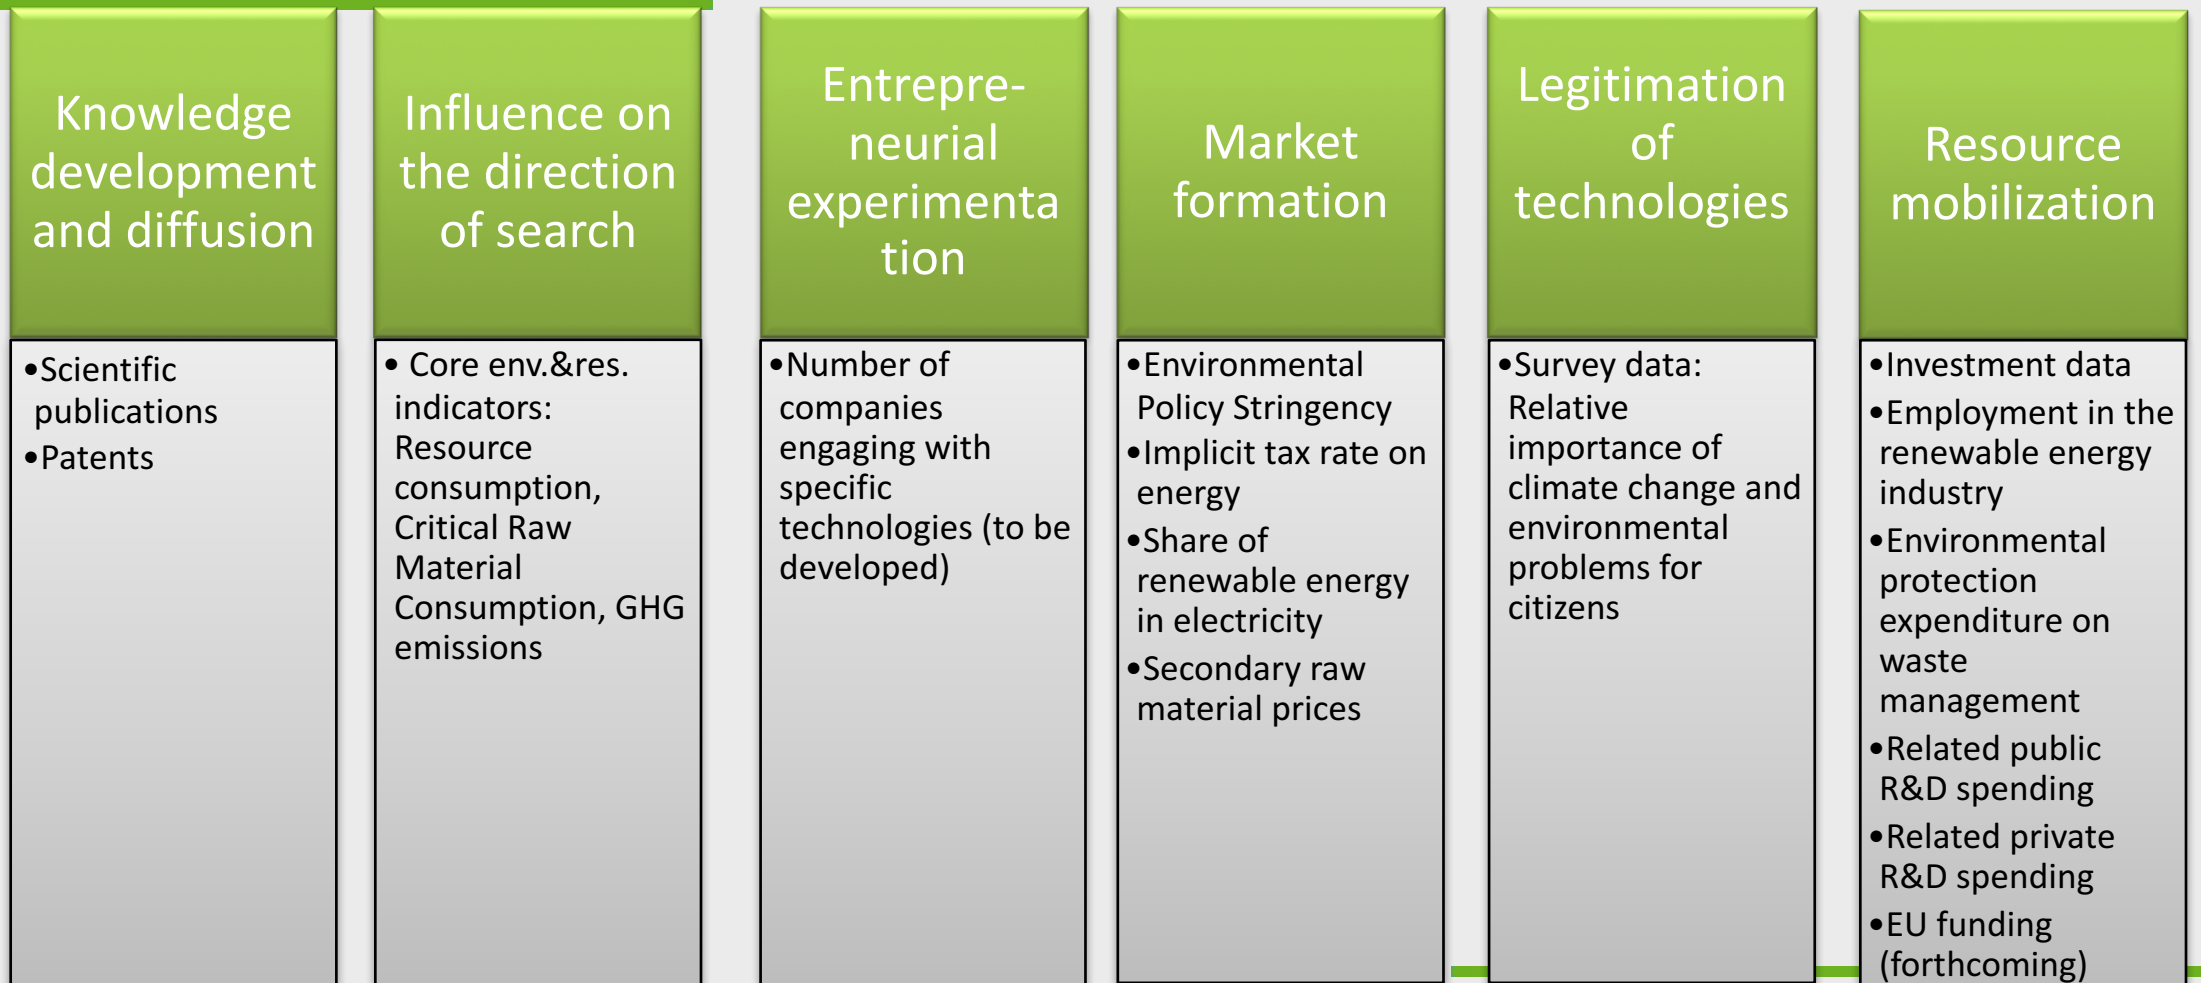 Knowledge
development
and diffusion
•Scientific
publications
•Patents
Influence on
the direction
of search
• Core env.&res.
indicators:
Resource
consumption,
Critical Raw
Material
Consumption, GHG
emissions
Entrepre-
neurial
experimenta
tion
•Number of
companies
engaging with
specific
technologies (to be
developed)
Market
formation
•Environmental
Policy Stringency
•Implicit tax rate on
energy
•Share of
renewable energy
in electricity
•Secondary raw
material prices
Legitimation
of
technologies
•Survey data:
Relative
importance of
climate change and
environmental
problems for
citizens
Resource
mobilization
•Investment data
•Employment in the
renewable energy
industry
•Environmental
protection
expenditure on
waste
management
•Related public
R&D spending
•Related private
R&D spending
•EU funding
(forthcoming)